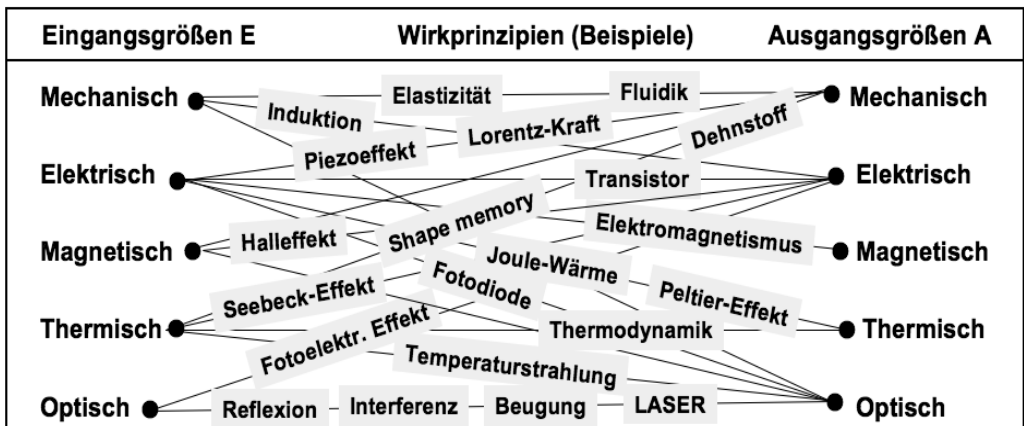 Eingangsgrößen E Wirkprinzipien (Beispiele) Ausgangsgrößen A
Mechanisch Elastizität Fluidik Mechanisch
Induktion Lorentz-Kraft Dehnstoff
Piezoeffekt
Elektrisch Transistor Elektrisch
Shape memory
Magnetisch Halleffekt Elektromagnetismus Magnetisch
Joule-Wärme
Seebeck-Effekt Fotodiode Peltier-Effekt
Thermisch Thermodynamik Thermisch
Fotoelektr. Effekt
Temperaturstrahlung
Optisch Reflexion Interferenz Beugung LASER Optisch